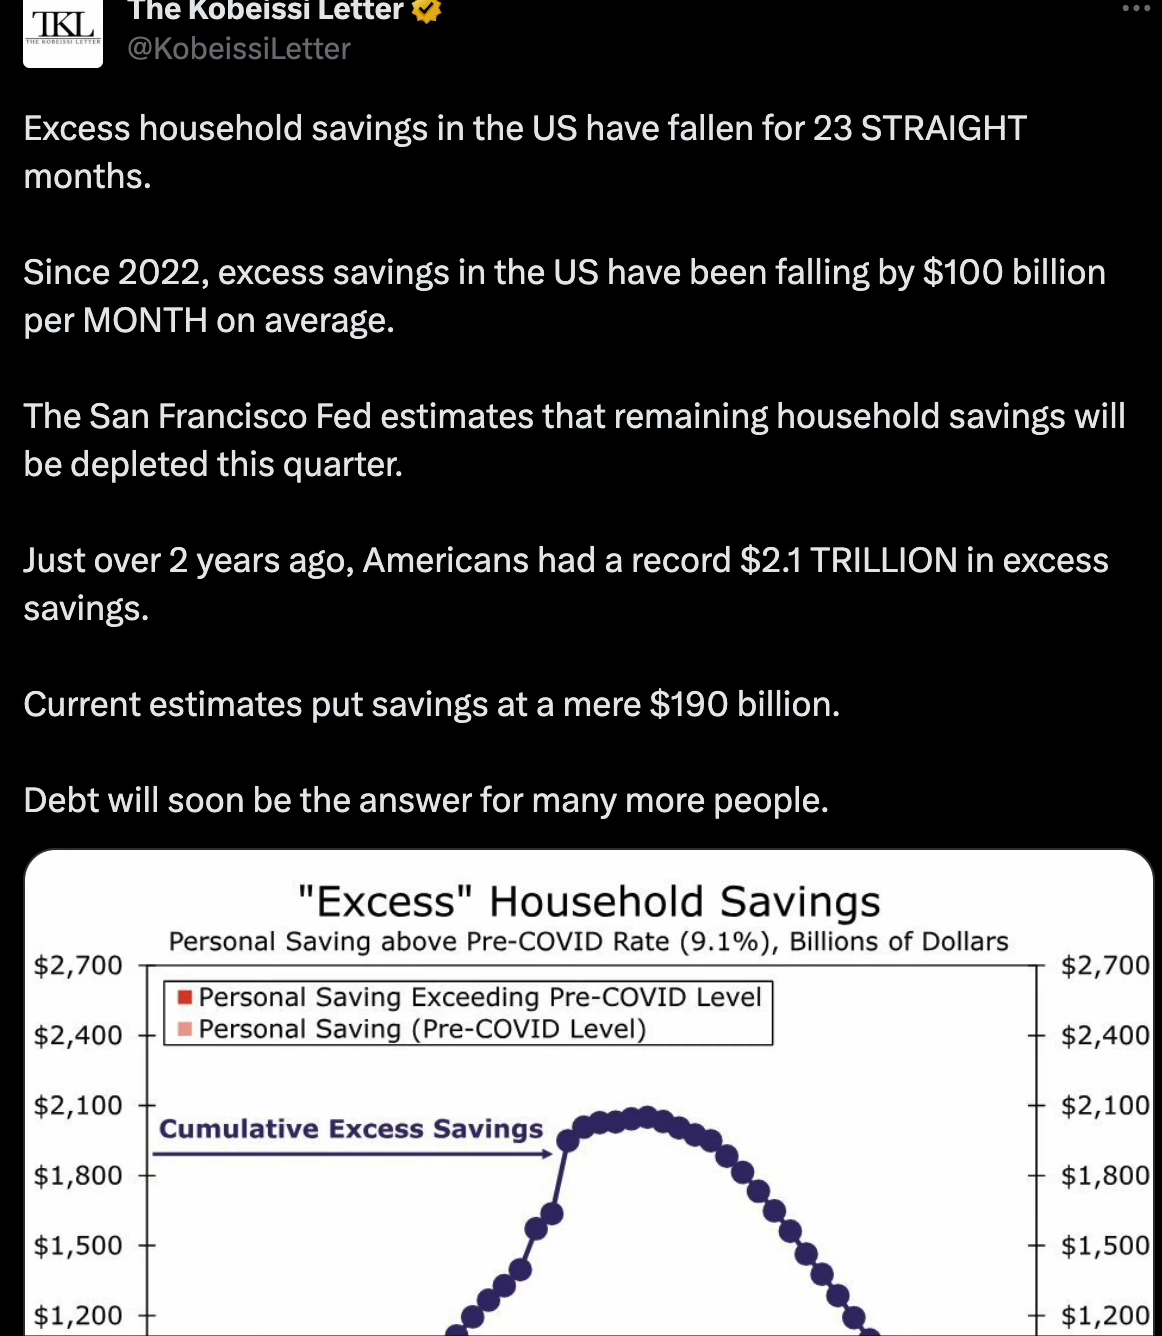 The Kobeissi Letter
TKL
THE KOBEISSI LETTER
@KobeissiLetter
Excess household savings in the US have fallen for 23 STRAIGHT
months.
Since 2022, excess savings in the US have been falling by $100 billion
per MONTH on average.
The San Francisco Fed estimates that remaining household savings will
be depleted this quarter.
Just over 2 years ago, Americans had a record $2.1 TRILLION in excess
savings.
Current estimates put savings at a mere $190 billion.
Debt will soon be the answer for many more people.
"Excess" Household Savings
Personal Saving above Pre-COVID Rate (9.1%), Billions of Dollars
$2,700 $2,700
Personal Saving Exceeding Pre-COVID Level
Personal Saving (Pre-COVID Level)
$2,400 $2,400
$2,100 $2,100
Cumulative Excess Savings
$1,800 $1,800
$1,500 $1,500
$1,200 $1,200